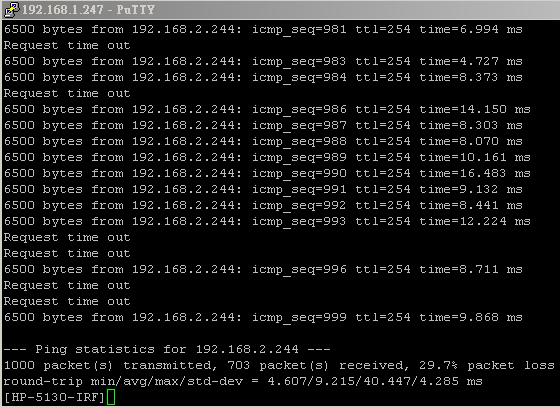 192.168.1.247 - PuTTY
6500 bytes from 192.168.2.244: icmp_seq=981 ttl=254 time=6.994 ms
Request time out
6500 bytes from 192.168.2.244: icmp_seq=983 ttl=254 time=4.727 ms
6500 bytes from 192.168.2.244: icmp_seq=984 ttl=254 time=8.373 ms
Request time out
6500 bytes from 192.168.2.244: icmp_seq=986 ttl=254 time=14.150 ms
6500 bytes from 192.168.2.244: icmp_seq=987 ttl=254 time=8.303 ms
6500 bytes from 192.168.2.244: icmp_seq=988 ttl=254 time=8.070 ms
6500 bytes from 192.168.2.244: icmp_seq=989 ttl=254 time=10.161 ms
6500 bytes from 192.168.2.244: icmp_seq=990 ttl=254 time=16.483 ms
6500 bytes from 192.168.2.244: icmp_seq=991 ttl=254 time=9.132 ms
6500 bytes from 192.168.2.244: icmp_seq=992 ttl=254 time=8.441 ms
6500 bytes from 192.168.2.244: icmp_seq=993 ttl=254 time=12.224 ms
Request time out
Request time out
6500 bytes from 192.168.2.244: icmp_seq=996 ttl=254 time=8.711 ms
Request time out
Request time out
6500 bytes from 192.168.2.244: icmp_seq=999 ttl=254 time=9.868 ms
--- Ping statistics for 192.168.2.244 ---
1000 packet(s) transmitted, 703 packet(s) received, 29.7% packet loss
round-trip min/avg/max/std-dev = 4.607/9.215/40.447/4.285 ms
[HP-5130-IRF]